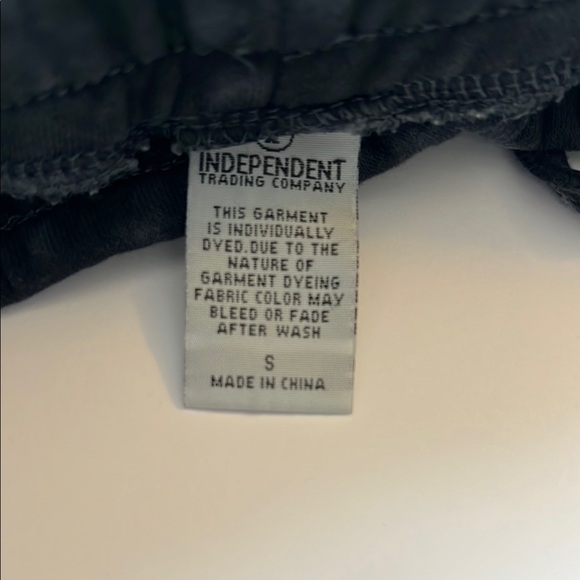 INDEPENDENT
TRADING COMPANY
THIS GARMENT
IS INDIVIDUALLY
DYED.DUE TO THE
NATURE OF
GARMENT DYEING
FABRIC COLOR MAY
BLEED OR FADE
AFTER WASH
S
MADE IN CHINA